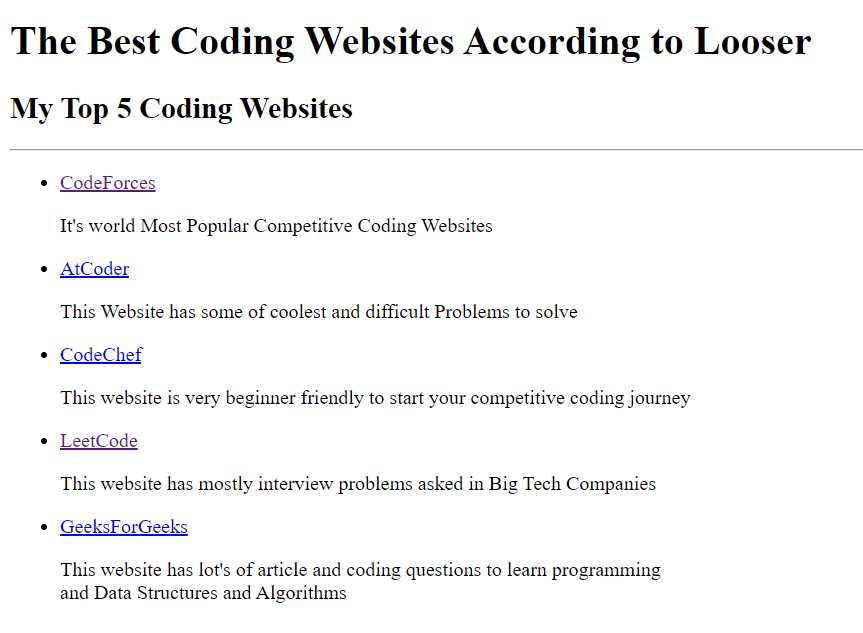 The Best Coding Websites According to Looser
My Top 5 Coding Websites
CodeForces
It's world Most Popular Competitive Coding Websites
AtCoder
This Website has some of coolest and difficult Problems to solve
CodeChef
This website is very beginner friendly to start your competitive coding journey
LeetCode
This website has mostly interview problems asked in Big Tech Companies
GeeksForGeeks
This website has lot's of article and coding questions to learn programming
and Data Structures and Algorithms